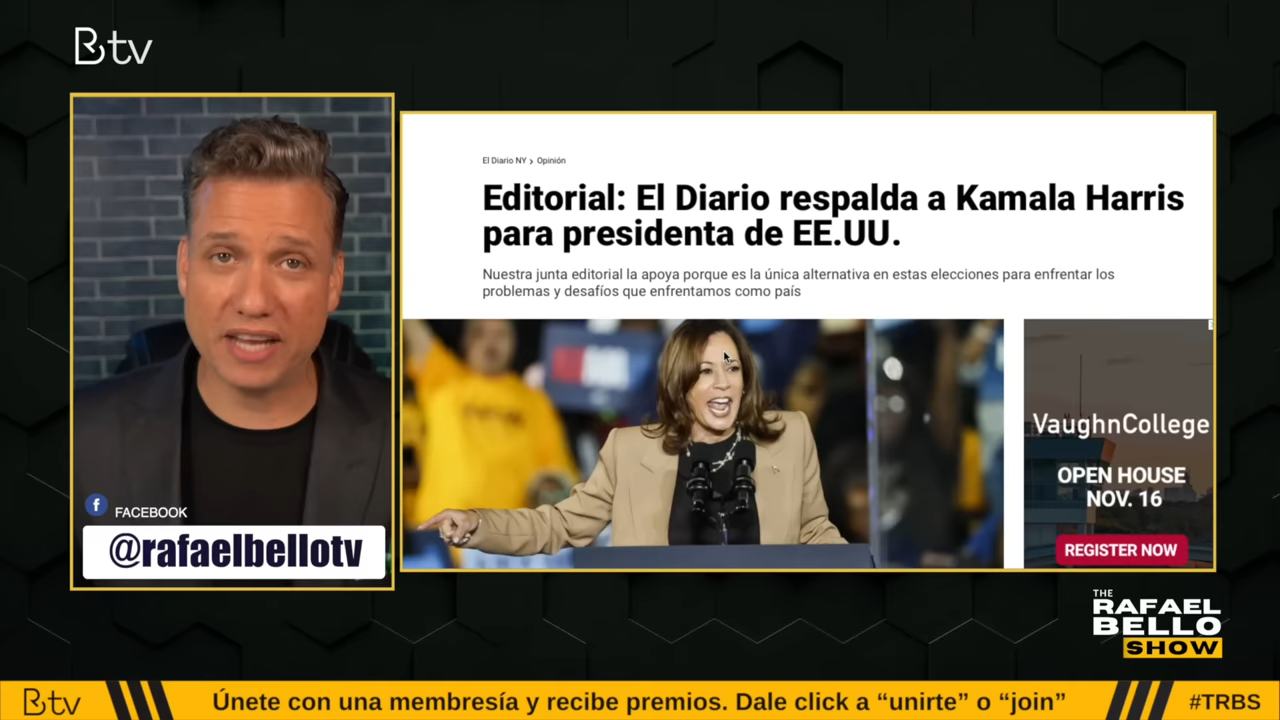 Btv
El Diario NY › Opinión
Editorial: El Diario respalda a Kamala Harris
para presidenta de EE.UU.
Nuestra junta editorial la apoya porque es la única alternativa en estas elecciones para enfrentar los
problemas y desafíos que enfrentamos como país
VaughnCollege
OPEN HOUSE
NOV. 16
REGISTER NOW
f FACEBOOK
@rafaelbellotv
THE
RAFAEL
BELLO
SHOW
Btv Únete con una membresía y recibe premios. Dale click a “unirte” o “join” #TRBS